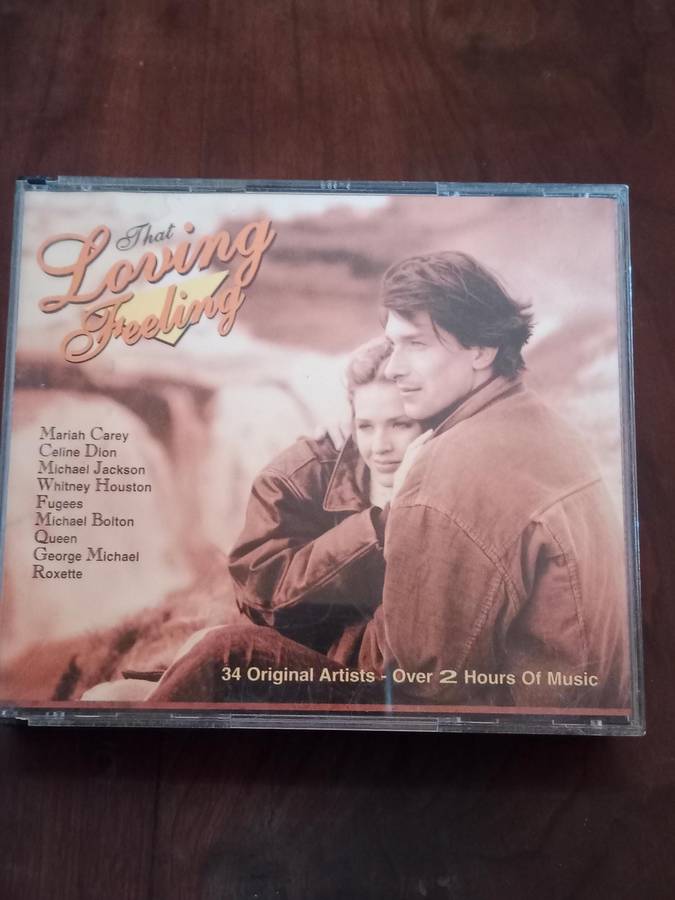 That
Loving
Feeling
Mariah Carey
Celine Dion
Michael Jackson
Whitney Houston
Fugees
Michael Bolton
Queen
George Michael
Roxette
34 Original Artists - Over 2 Hours Of Music